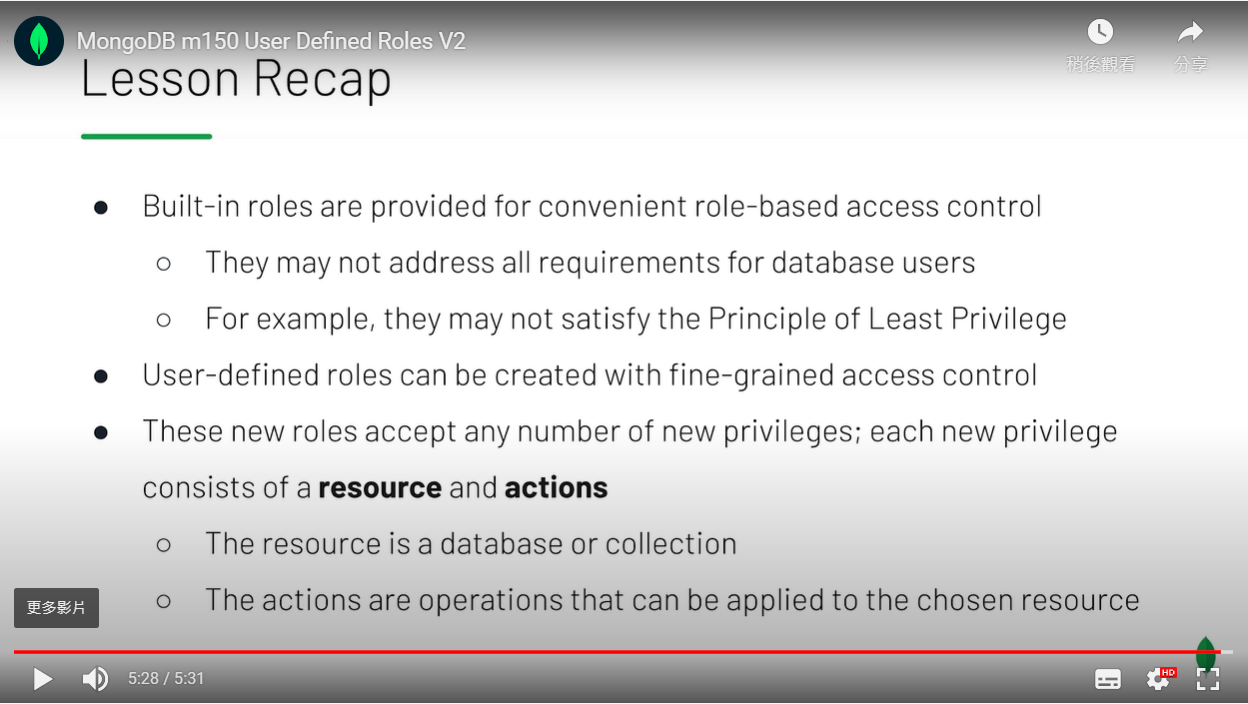 MongoDB m150 User Defined Roles V2
稍後觀看
分享
Lesson Recap
● Built-in roles are provided for convenient role-based access control
○ They may not address all requirements for database users
○ For example, they may not satisfy the Principle of Least Privilege
● User-defined roles can be created with fine-grained access control
● These new roles accept any number of new privileges; each new privilege
consists of a resource and actions
○ The resource is a database or collection
○ The actions are operations that can be applied to the chosen resource
更多影片
5:28 / 5:31
HD